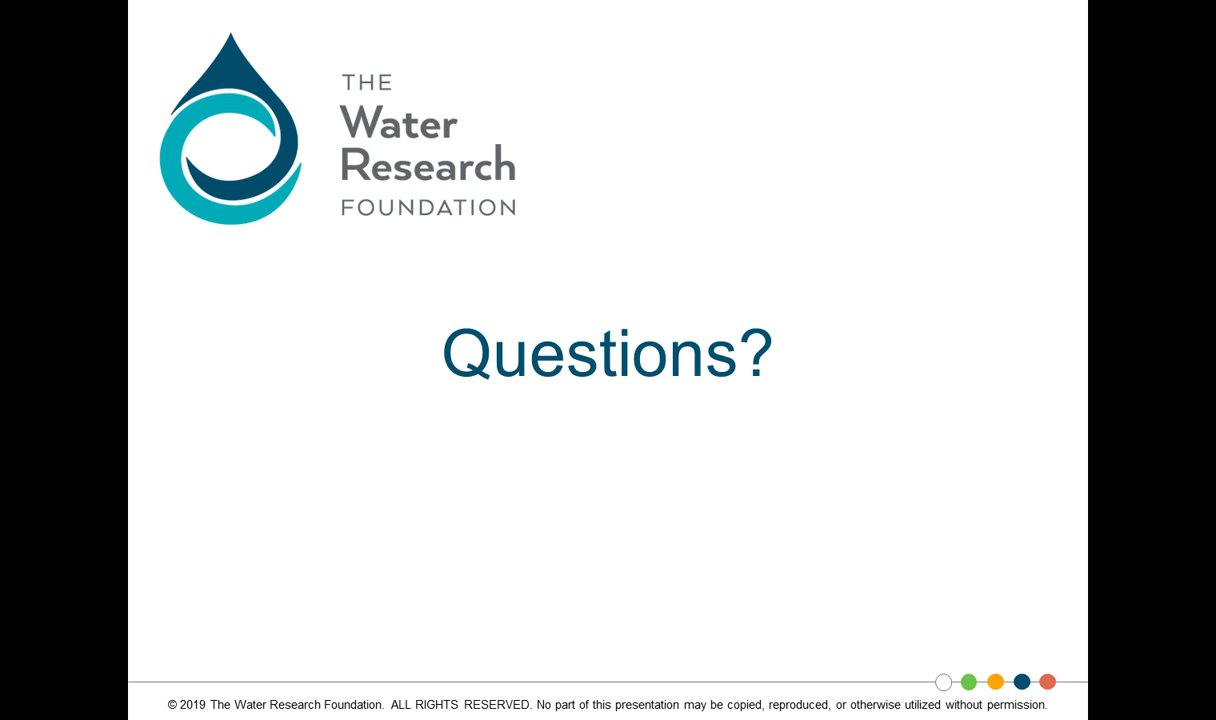 THE
Water
Research
FOUNDATION
Questions?
© 2019 The Water Research Foundation. ALL RIGHTS RESERVED. No part of this presentation may be copied, reproduced, or otherwise utilized without permission.